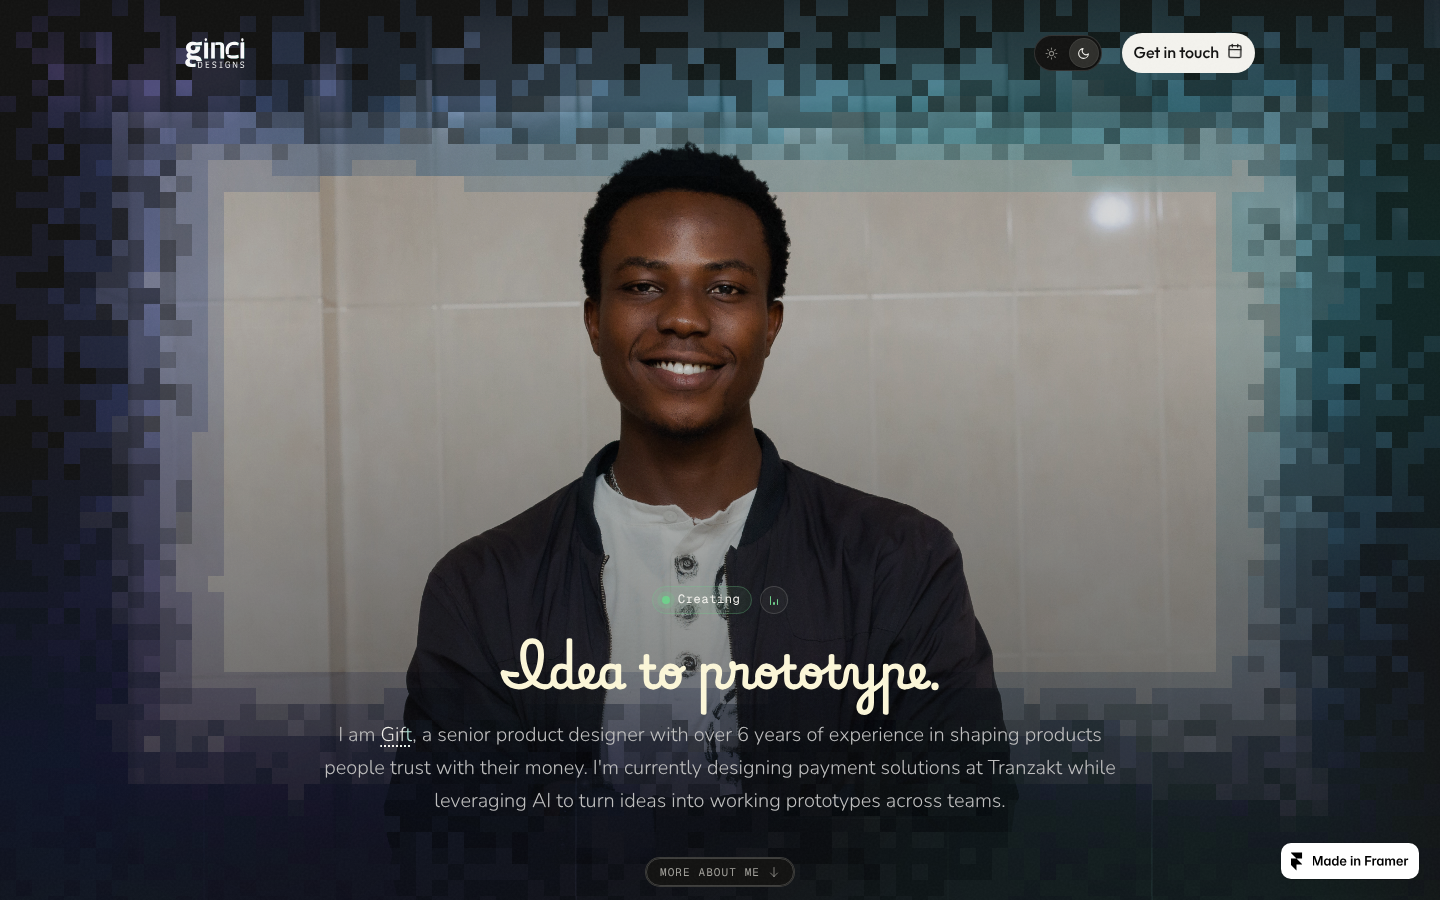 ginci
DESIGNS
Get in touch
Creating
Idea to prototype.
I am Gift, a senior product designer with over 6 years of experience in shaping products
people trust with their money. I'm currently designing payment solutions at Tranzakt while
leveraging AI to turn ideas into working prototypes across teams.
MORE ABOUT ME ↓
Made in Framer